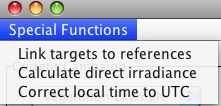 Special Functions
Link targets to references
Calculate direct irradiance
Correct local time to UTC